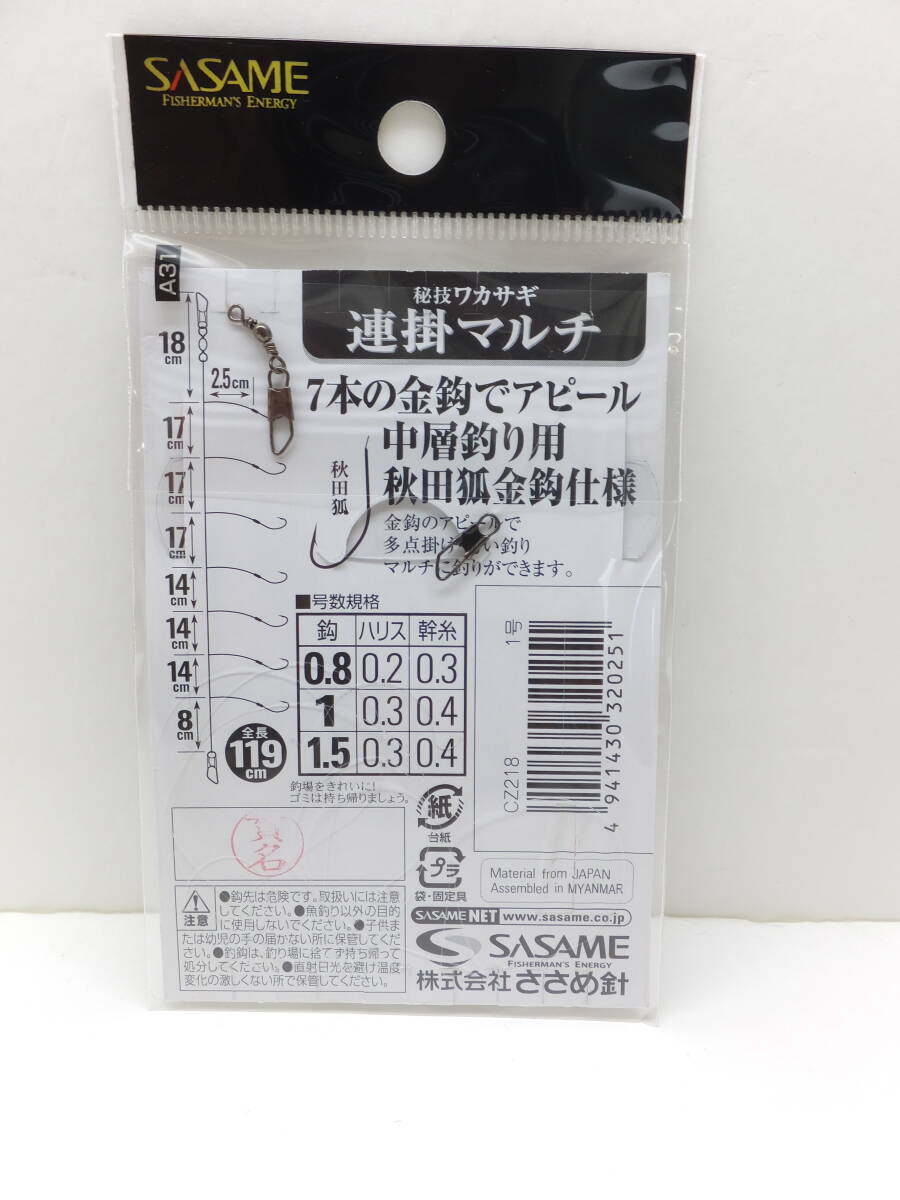 SASAME
FISHERMAN'S ENERGY
A31
秘技ワカサギ
連掛マルチ
7本の金鈎でアピール
中層釣り用
秋田狐金鈎仕様
秋田狐
金鈎のアピールで
多点掛け
い釣り
マルチに釣りができます。
18cm
2.5cm
17cm
17cm
17cm
14cm
14cm
14cm
8cm
全長
119cm
■号数規格
鈎 ハリス 幹糸
0.8 0.2 0.3
1 0.3 0.4
1.5 0.3 0.4
釣場をきれいに!
ゴミは持ち帰りましょう。
1号
CZ218
4 941430 320251
紙
台紙
プラ
袋・固定具
Material from JAPAN
Assembled in MYANMAR
注意
●鈎先は危険です。取扱いには注意
してください。●魚釣り以外の目的
に使用しないでください。●子供ま
たは幼児の手の届かない所に保管してくだ
さい。●釣鈎は、釣り場に捨てず持ち帰って
処分してください。●直射日光を避け温度
変化の激しくない所で保管してください。
SASAME NET www.sasame.co.jp
SASAME
FISHERMAN'S ENERGY
株式会社 ささめ針